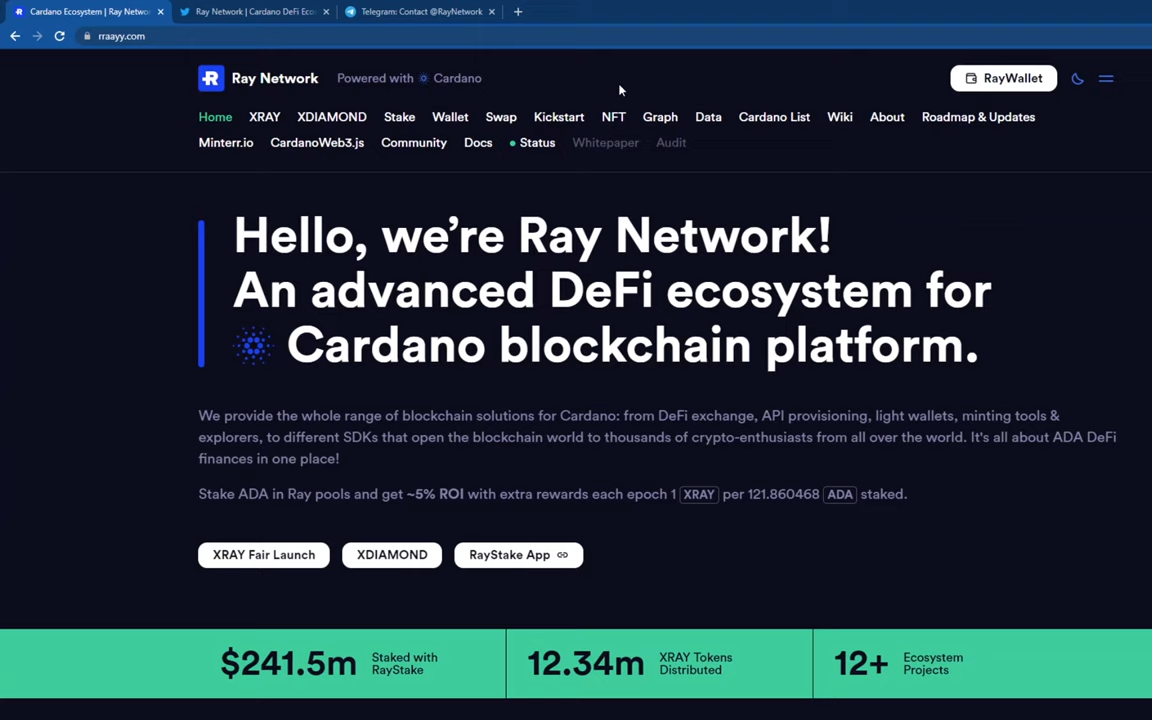 Cardano Ecosystem | Ray Networ
Ray Network | Cardano DeFi Eco
Telegram: Contact @RayNetwork
rraayy.com
Ray Network
Powered with Cardano
RayWallet
Home XRAY XDIAMOND Stake Wallet Swap Kickstart NFT Graph Data Cardano List Wiki About Roadmap & Updates
Minterr.io CardanoWeb3.js Community Docs Status Whitepaper Audit
Hello, we’re Ray Network!
An advanced DeFi ecosystem for
Cardano blockchain platform.
We provide the whole range of blockchain solutions for Cardano: from DeFi exchange, API provisioning, light wallets, minting tools &
explorers, to different SDKs that open the blockchain world to thousands of crypto-enthusiasts from all over the world. It's all about ADA DeFi
finances in one place!
Stake ADA in Ray pools and get ~5% ROI with extra rewards each epoch 1 XRAY per 121.860468 ADA staked.
XRAY Fair Launch
XDIAMOND
RayStake App
$241.5m Staked with
RayStake
12.34m XRAY Tokens
Distributed
12+ Ecosystem
Projects